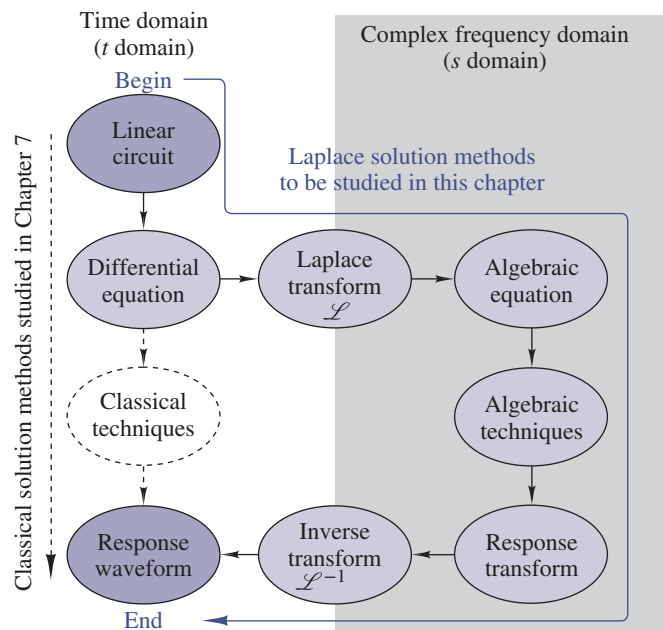 Time domain
(t domain)
Complex frequency domain
(s domain)
Begin
Linear
circuit
Laplace solution methods
to be studied in this chapter
Classical solution methods studied in Chapter 7
Differential
equation
Laplace
transform
ℒ
Algebraic
equation
Classical
techniques
Algebraic
techniques
Response
waveform
Inverse
transform
ℒ⁻¹
Response
transform
End